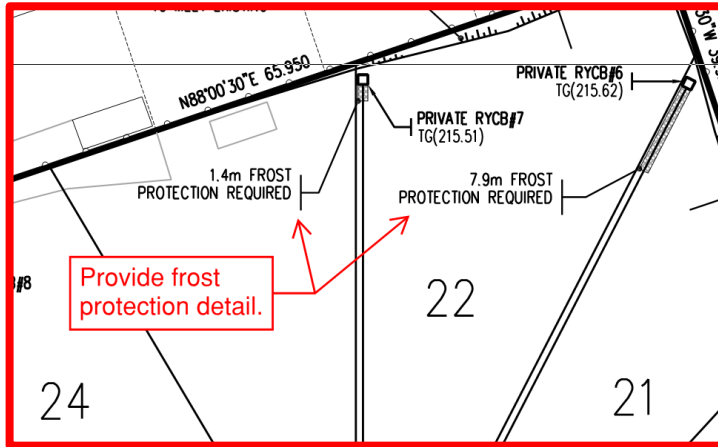 N88°00'30"E 65.950
PRIVATE RYCB#6
TG(215.62)
PRIVATE RYCB#7
TG(215.51)
1.4m FROST
PROTECTION REQUIRED
7.9m FROST
PROTECTION REQUIRED
Provide frost
protection detail.
#8
22
24
21